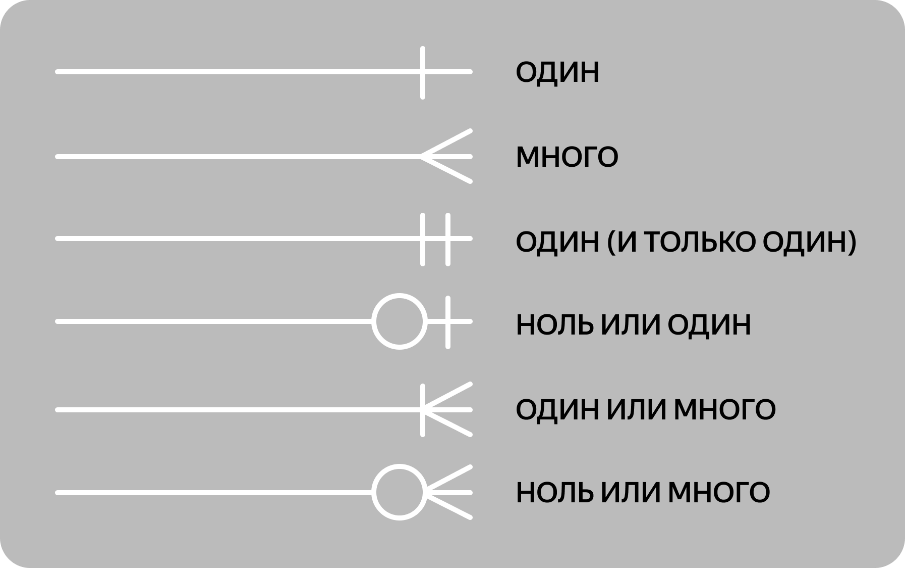 ОДИН
МНОГО
ОДИН (И ТОЛЬКО ОДИН)
НОЛЬ ИЛИ ОДИН
ОДИН ИЛИ МНОГО
НОЛЬ ИЛИ МНОГО